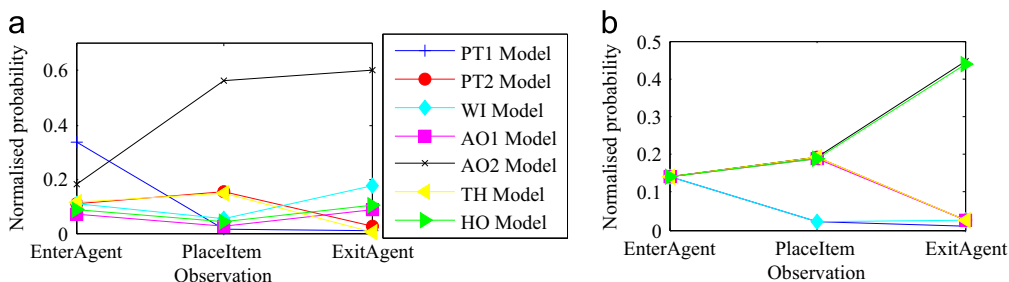 a
b
Normalised probability
0.6
0.4
0.2
0
EnterAgent
PlaceItem
ExitAgent
Observation
PT1 Model
PT2 Model
WI Model
AO1 Model
AO2 Model
TH Model
HO Model
Normalised probability
0.5
0.4
0.3
0.2
0.1
0
EnterAgent
PlaceItem
ExitAgent
Observation